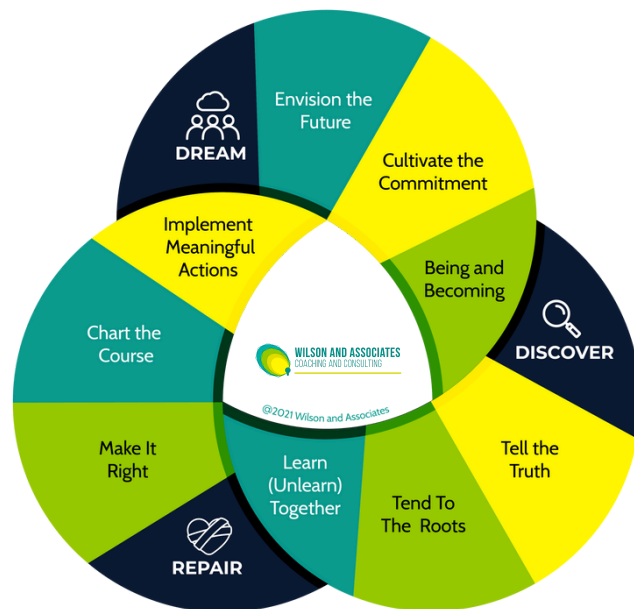 Envision the
Future
DREAM
Cultivate the
Commitment
Implement
Meaningful
Actions
Being and
Becoming
Chart the
Course
WILSON AND ASSOCIATES
COACHING AND CONSULTING
DISCOVER
@2021 Wilson and Associates
Make It
Right
Learn
(Unlearn)
Together
Tell the
Truth
Tend To
The Roots
REPAIR